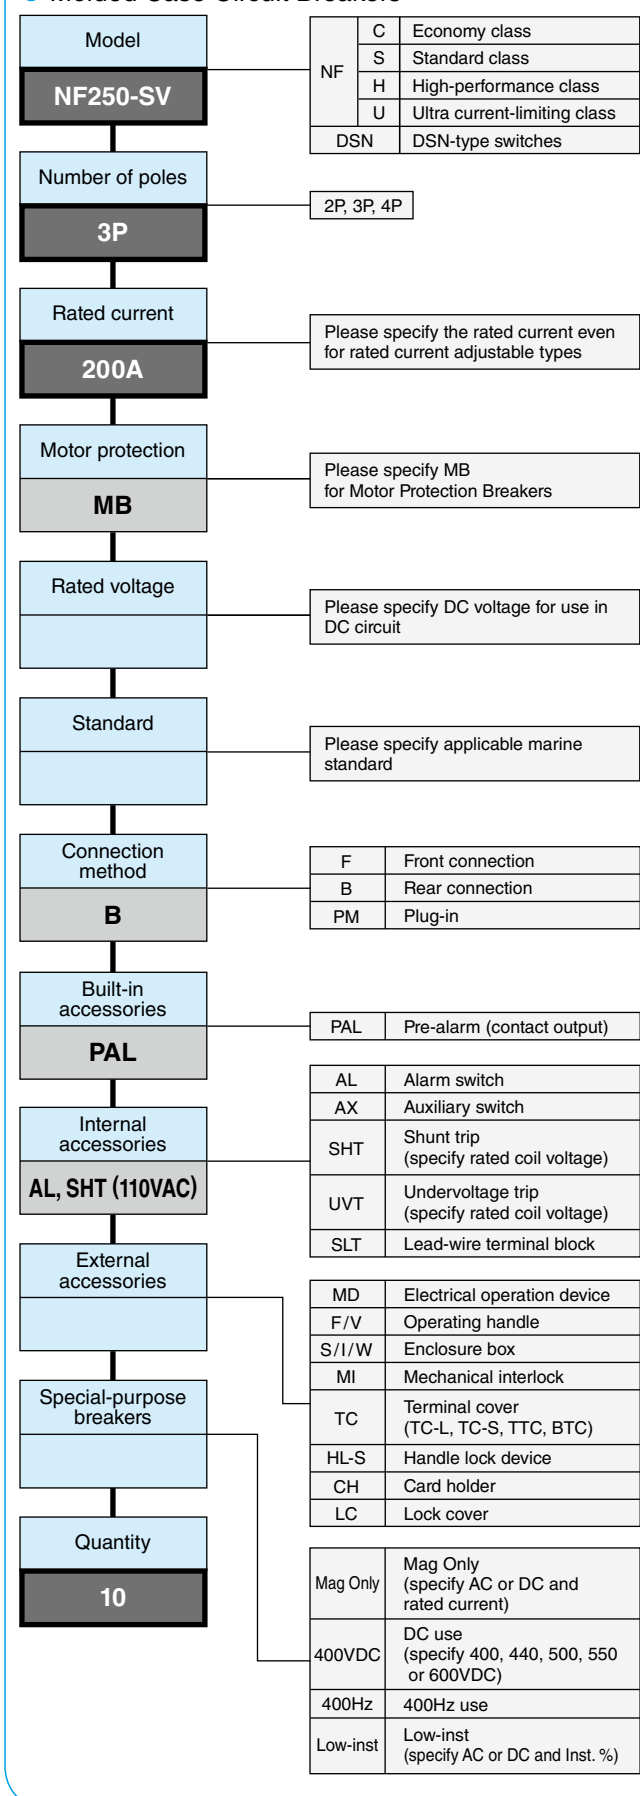 Molded Case Circuit Breakers
Model
NF250-SV
NF
C Economy class
S Standard class
H High-performance class
U Ultra current-limiting class
DSN DSN-type switches
Number of poles
3P
2P, 3P, 4P
Rated current
200A
Please specify the rated current even
for rated current adjustable types
Motor protection
MB
Please specify MB
for Motor Protection Breakers
Rated voltage
Please specify DC voltage for use in
DC circuit
Standard
Please specify applicable marine
standard
Connection
method
B
F Front connection
B Rear connection
PM Plug-in
Built-in
accessories
PAL
PAL Pre-alarm (contact output)
Internal
accessories
AL, SHT (110VAC)
AL Alarm switch
AX Auxiliary switch
SHT Shunt trip
(specify rated coil voltage)
UVT Undervoltage trip
(specify rated coil voltage)
SLT Lead-wire terminal block
External
accessories
MD Electrical operation device
F/V Operating handle
S/I/W Enclosure box
MI Mechanical interlock
TC Terminal cover
(TC-L, TC-S, TTC, BTC)
HL-S Handle lock device
CH Card holder
LC Lock cover
Special-purpose
breakers
Mag Only Mag Only
(specify AC or DC and
rated current)
400VDC DC use
(specify 400, 440, 500, 550
or 600VDC)
400Hz 400Hz use
Low-inst Low-inst
(specify AC or DC and Inst. %)
Quantity
10